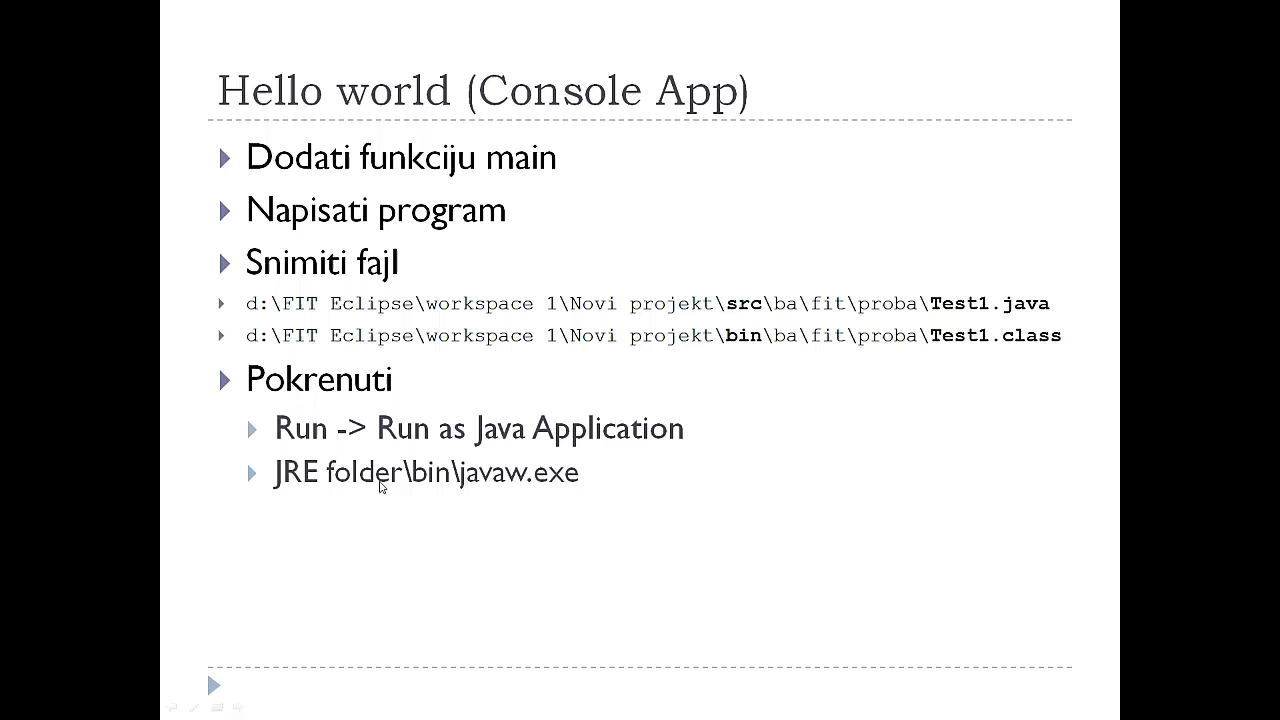 Hello world (Console App)
Dodati funkciju main
Napisati program
Snimiti fajl
d:\FIT Eclipse\workspace 1\Novi projekt\src\ba\fit\proba\Test1.java
d:\FIT Eclipse\workspace 1\Novi projekt\bin\ba\fit\proba\Test1.class
Pokrenuti
Run -> Run as Java Application
JRE folder\bin\javaw.exe